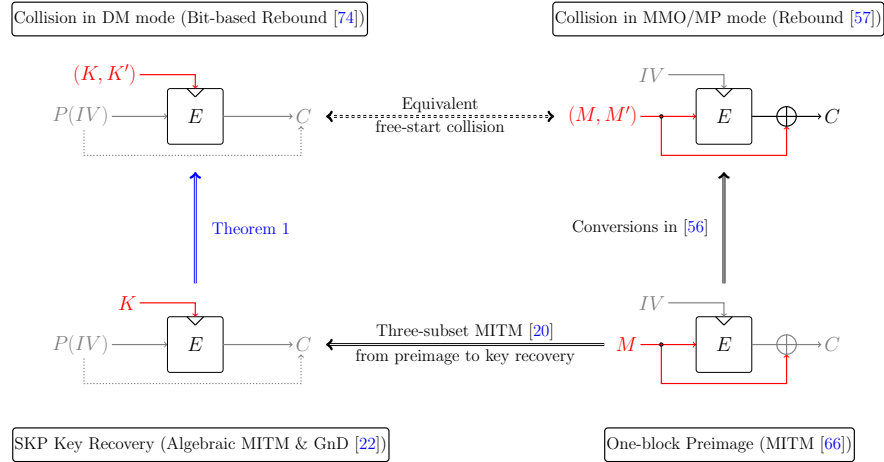 Collision in DM mode (Bit-based Rebound [74])
Collision in MMO/MP mode (Rebound [57])
(K, K′)
P(IV)
E
C
Equivalent
free-start collision
IV
(M, M′)
E
C
Theorem 1
Conversions in [56]
K
P(IV)
E
C
Three-subset MITM [20]
from preimage to key recovery
IV
M
E
C
SKP Key Recovery (Algebraic MITM & GnD [22])
One-block Preimage (MITM [66])